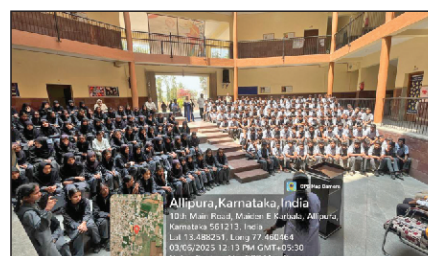 GPS Map Camera
Allipura,Karnataka,India
10th Main Road, Maiden E Karbala, Allipura,
Karnataka 561213, India
Lat 13.488251, Long 77.460464
03/06/2025 12:13 PM GMT+05:30